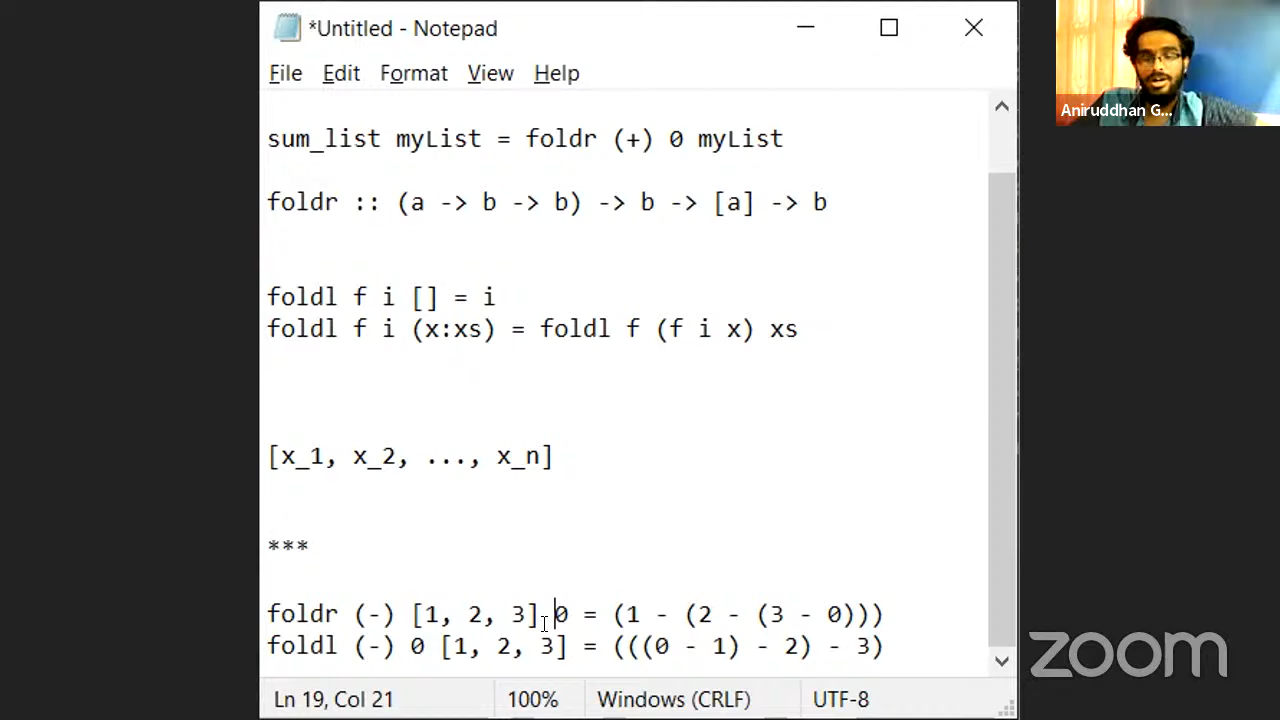 *Untitled - Notepad
File Edit Format View Help
sum_list myList = foldr (+) 0 myList
foldr :: (a -> b -> b) -> b -> [a] -> b
foldl f i [] = i
foldl f i (x:xs) = foldl f (f i x) xs
[x_1, x_2, ..., x_n]
***
foldr (-) [1, 2, 3] 0 = (1 - (2 - (3 - 0)))
foldl (-) 0 [1, 2, 3] = (((0 - 1) - 2) - 3)
Ln 19, Col 21 100% Windows (CRLF) UTF-8
Aniruddhan G...
zoom